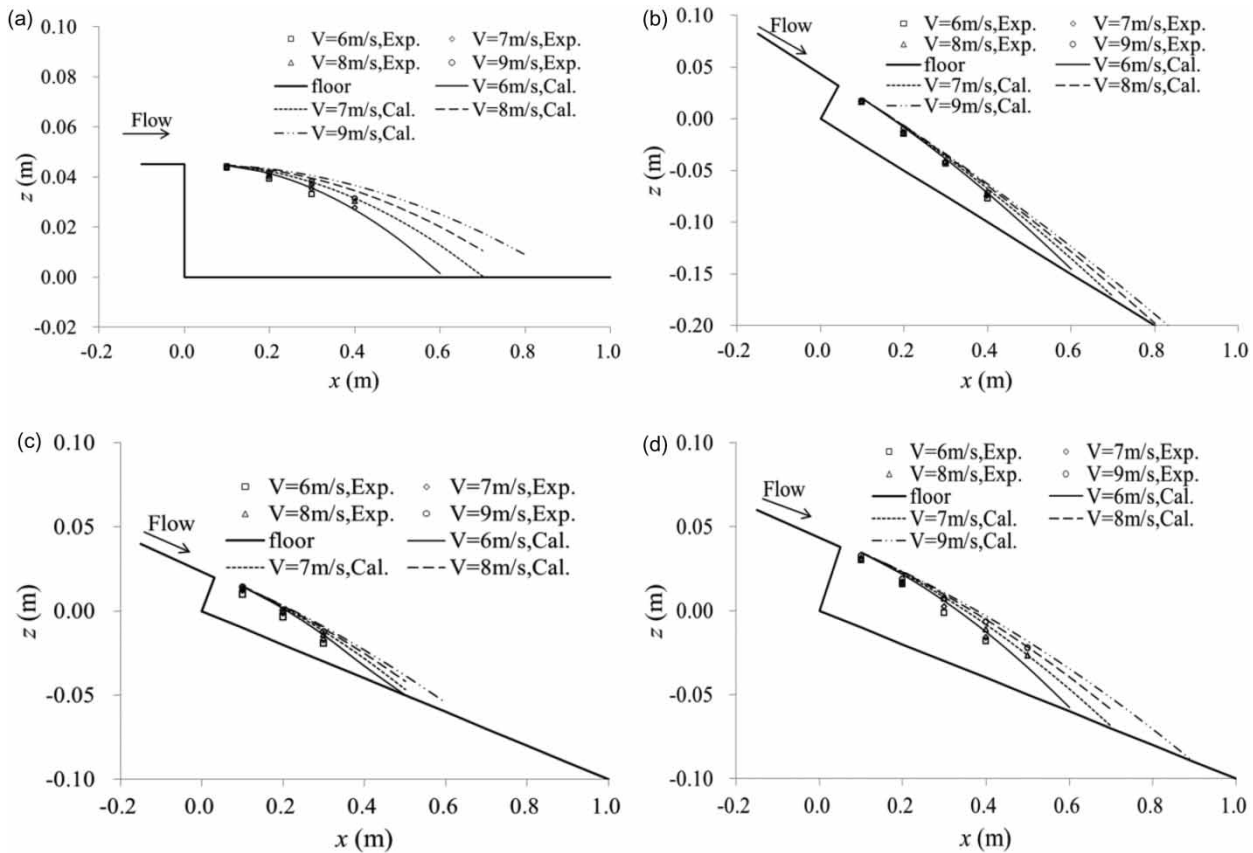 (a)
V=6m/s,Exp. V=7m/s,Exp.
V=8m/s,Exp. V=9m/s,Exp.
floor V=6m/s,Cal.
V=7m/s,Cal. V=8m/s,Cal.
V=9m/s,Cal.
Flow
0.10
0.08
0.06
0.04
0.02
0.00
-0.02
z (m)
-0.2 0.0 0.2 0.4 0.6 0.8 1.0
x (m)
(b)
V=6m/s,Exp. V=7m/s,Exp.
V=8m/s,Exp. V=9m/s,Exp.
floor V=6m/s,Cal.
V=7m/s,Cal. V=8m/s,Cal.
V=9m/s,Cal.
Flow
0.10
0.05
0.00
-0.05
-0.10
-0.15
-0.20
z (m)
-0.2 0.0 0.2 0.4 0.6 0.8 1.0
x (m)
(c)
V=6m/s,Exp. V=7m/s,Exp.
V=8m/s,Exp. V=9m/s,Exp.
floor V=6m/s,Cal.
V=7m/s,Cal. V=8m/s,Cal.
Flow
0.10
0.05
0.00
-0.05
-0.10
z (m)
-0.2 0.0 0.2 0.4 0.6 0.8 1.0
x (m)
(d)
V=6m/s,Exp. V=7m/s,Exp.
V=8m/s,Exp. V=9m/s,Exp.
floor V=6m/s,Cal.
V=7m/s,Cal. V=8m/s,Cal.
V=9m/s,Cal.
Flow
0.10
0.05
0.00
-0.05
-0.10
z (m)
-0.2 0.0 0.2 0.4 0.6 0.8 1.0
x (m)